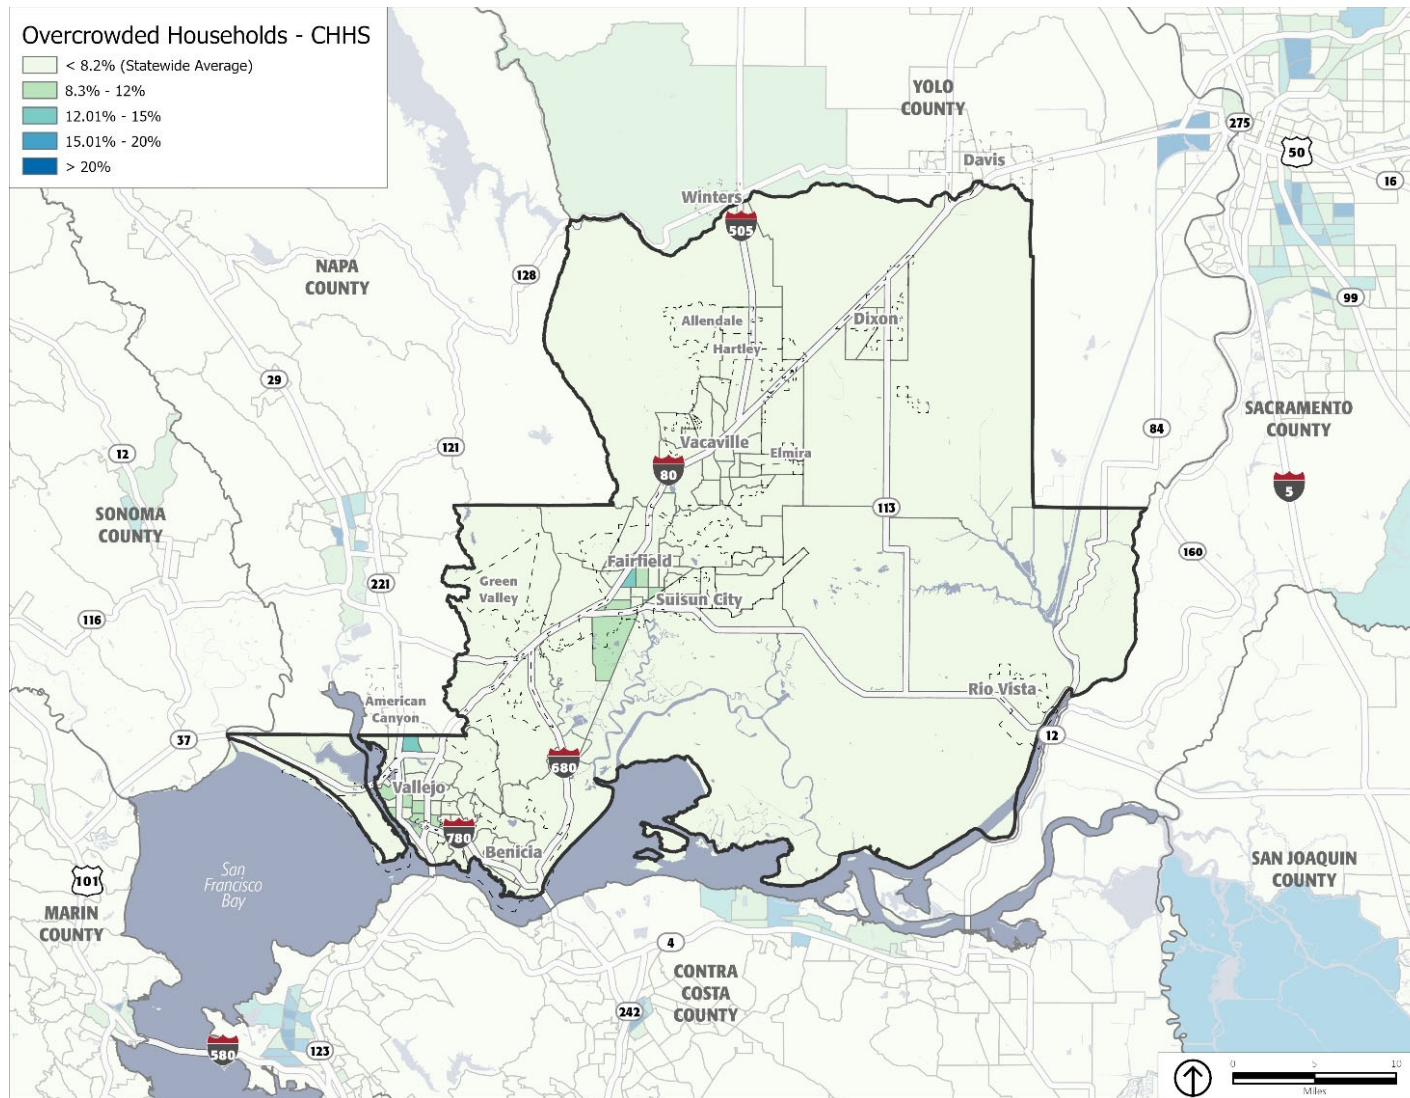 Overcrowded Households - CHHS
< 8.2% (Statewide Average)
8.3% - 12%
12.01% - 15%
15.01% - 20%
> 20%
YOLO
COUNTY
275
50
Davis
16
Winters
505
NAPA
COUNTY
128
99
Allendale
Dixon
Hartley
29
SACRAMENTO
COUNTY
84
121
Vacaville
12
Elmira
80
5
SONOMA
COUNTY
113
160
Fairfield
Green
Valley
221
Suisun City
116
Rio Vista
American
Canyon
37
12
680
Vallejo
780
Benicia
San
Francisco
Bay
101
SAN JOAQUIN
COUNTY
MARIN
COUNTY
4
CONTRA
COSTA
COUNTY
242
580
123
0 5 10
Miles